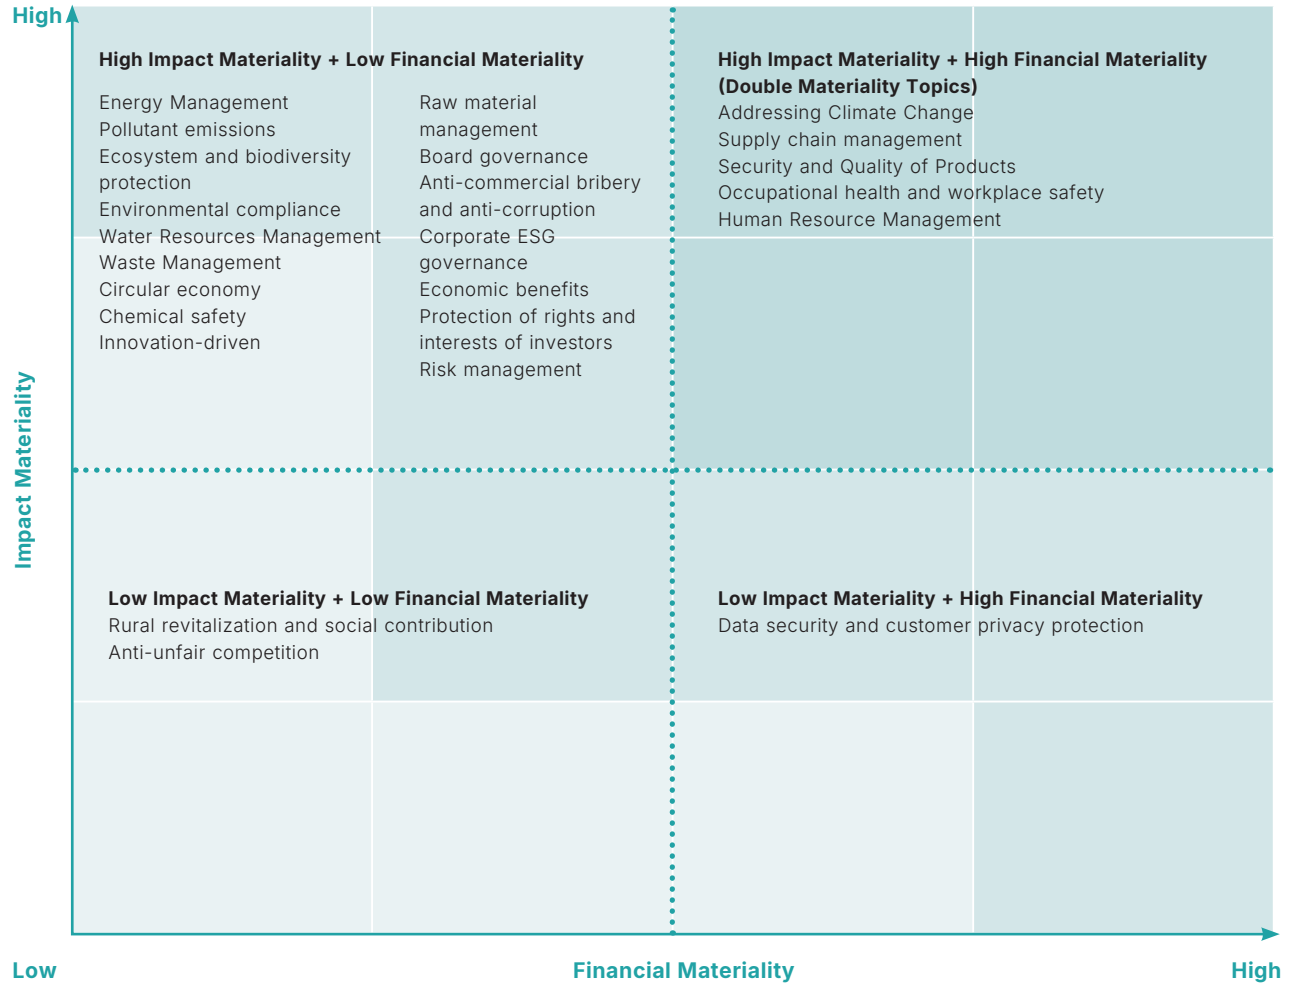 High
High Impact Materiality + Low Financial Materiality
Energy Management
Pollutant emissions
Ecosystem and biodiversity
protection
Environmental compliance
Water Resources Management
Waste Management
Circular economy
Chemical safety
Innovation-driven
Raw material
management
Board governance
Anti-commercial bribery
and anti-corruption
Corporate ESG
governance
Economic benefits
Protection of rights and
interests of investors
Risk management
High Impact Materiality + High Financial Materiality
(Double Materiality Topics)
Addressing Climate Change
Supply chain management
Security and Quality of Products
Occupational health and workplace safety
Human Resource Management
Impact Materiality
Low Impact Materiality + Low Financial Materiality
Rural revitalization and social contribution
Anti-unfair competition
Low Impact Materiality + High Financial Materiality
Data security and customer privacy protection
Low
Financial Materiality
High